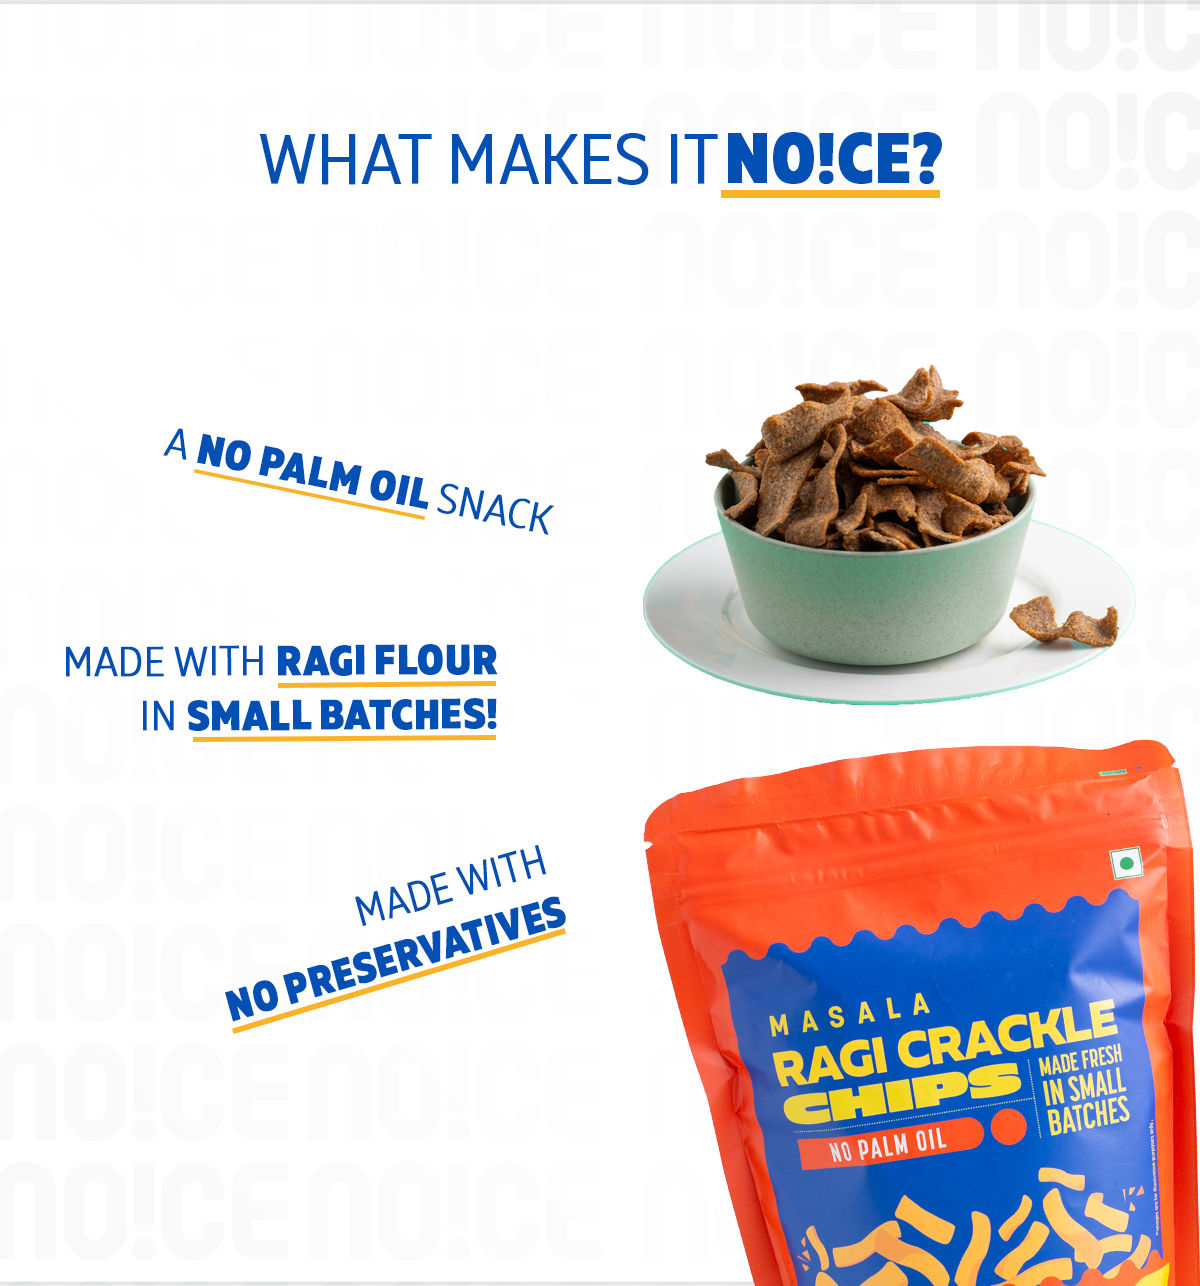 WHAT MAKES IT NO!CE?
A NO PALM OIL SNACK
MADE WITH RAGI FLOUR
IN SMALL BATCHES!
MADE WITH
NO PRESERVATIVES
MASALA
RAGI CRACKLE
CHIPS
MADE FRESH
IN SMALL
BATCHES
NO PALM OIL